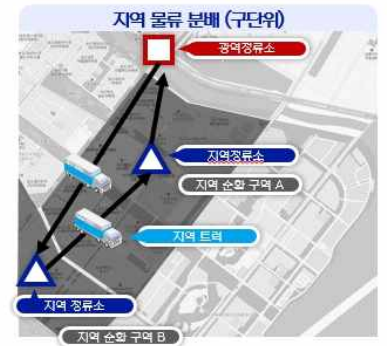 지역 물류 분배 (구단위)
광역정류소
지역정류소
지역 순환 구역 A
지역 트럭
지역 정류소
지역 순환 구역 B